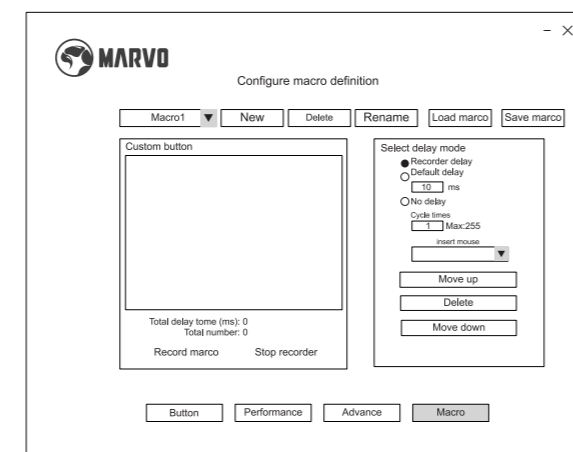 MARVO
Configure macro definition
Macro1 New Delete Rename Load marco Save marco
Custom button
Total delay tome (ms): 0
Total number: 0
Record marco Stop recorder
Select delay mode
Recorder delay
Default delay
10 ms
No delay
Cycle times
1 Max:255
insert mouse
Move up
Delete
Move down
Button Performance Advance Macro